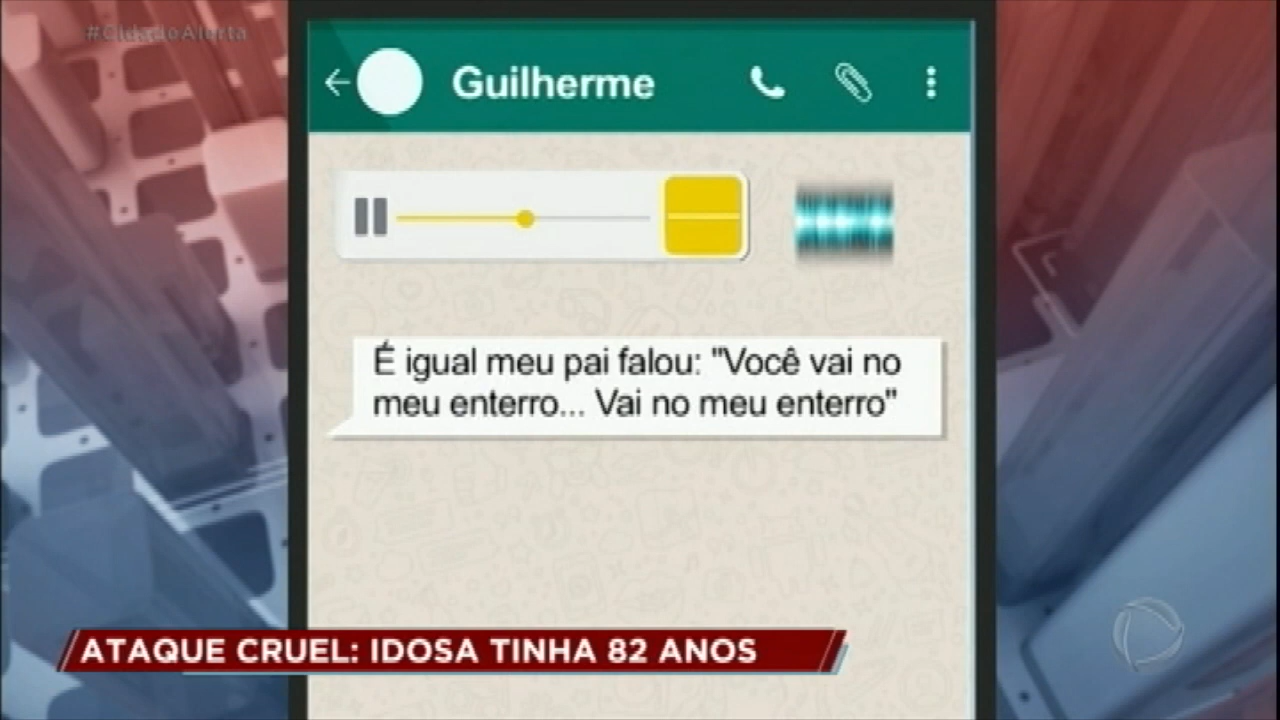 #CidadeAlerta
Guilherme
É igual meu pai falou: "Você vai no
meu enterro... Vai no meu enterro"
ATAQUE CRUEL: IDOSA TINHA 82 ANOS